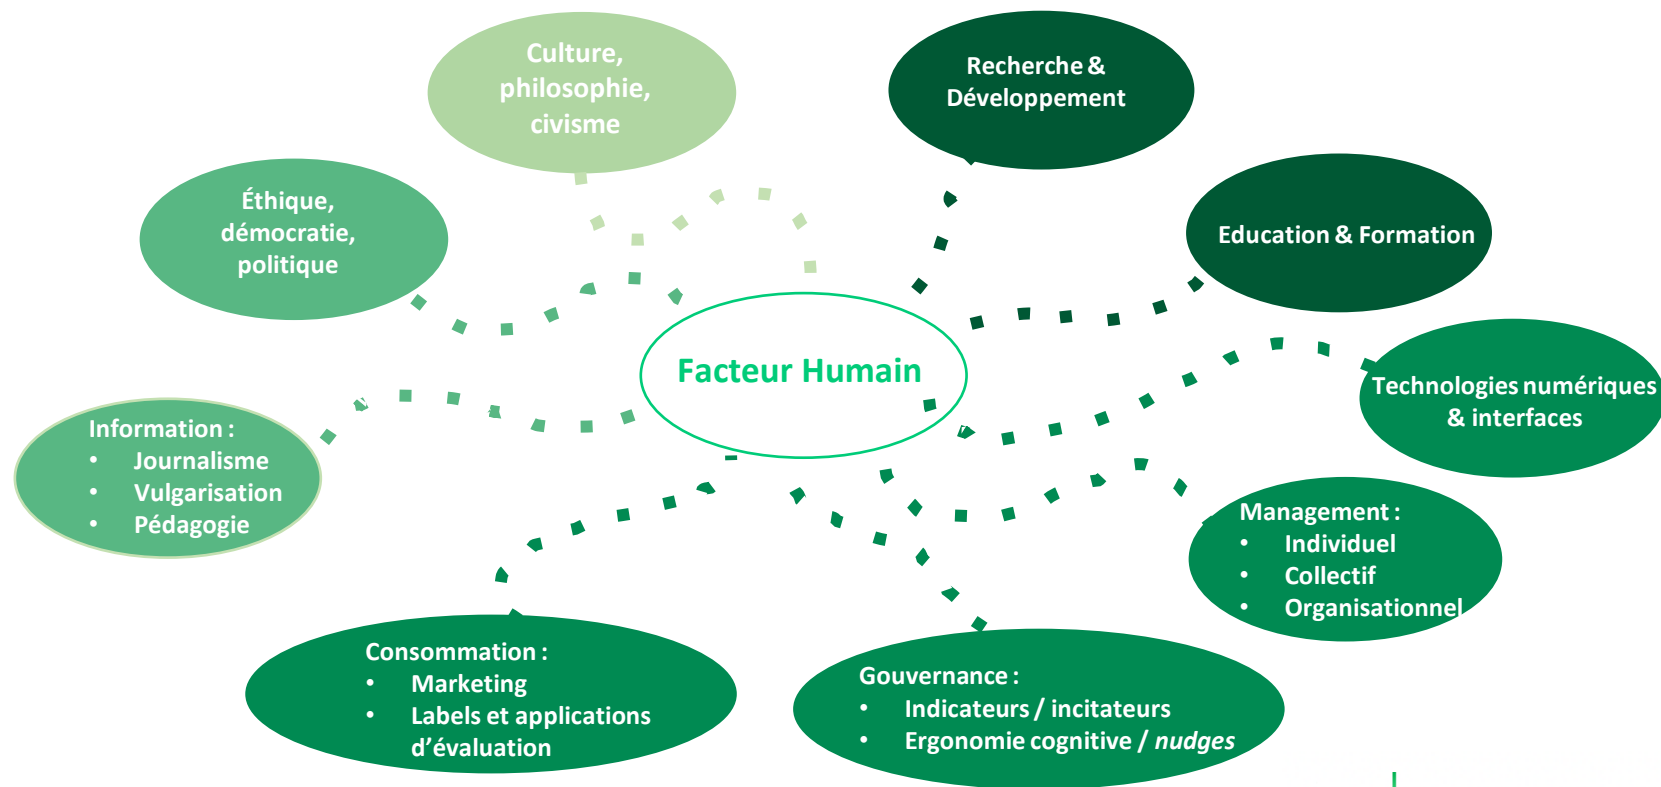 Culture,
philosophie,
civisme
Recherche &
Développement
Éthique,
démocratie,
politique
Education & Formation
Facteur Humain
Technologies numériques
& interfaces
Information :
• Journalisme
• Vulgarisation
• Pédagogie
Management :
• Individuel
• Collectif
• Organisationnel
Consommation :
• Marketing
• Labels et applications
d’évaluation
Gouvernance :
• Indicateurs / incitateurs
• Ergonomie cognitive / nudges